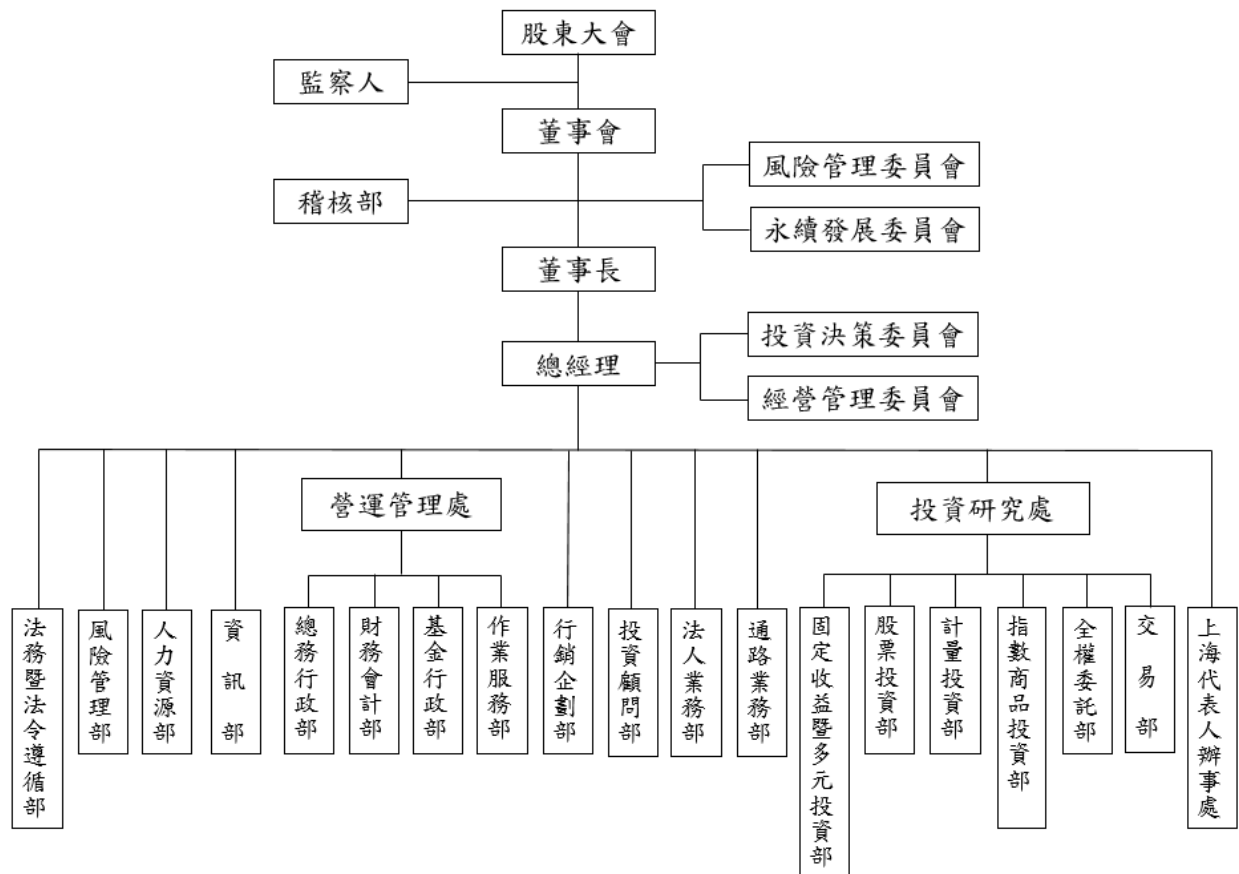 股東大會
監察人
董事會
風險管理委員會
稽核部
永續發展委員會
董事長
投資決策委員會
總經理
經營管理委員會
營運管理處
投資研究處
法務暨法令遵循部
風險管理部
人力資源部
資訊部
總務行政部
財務會計部
基金行政部
作業服務部
行銷企劃部
投資顧問部
法人業務部
通路業務部
固定收益暨多元投資部
股票投資部
計量投資部
指數商品投資部
全權委託部
交易部
上海代表人辦事處